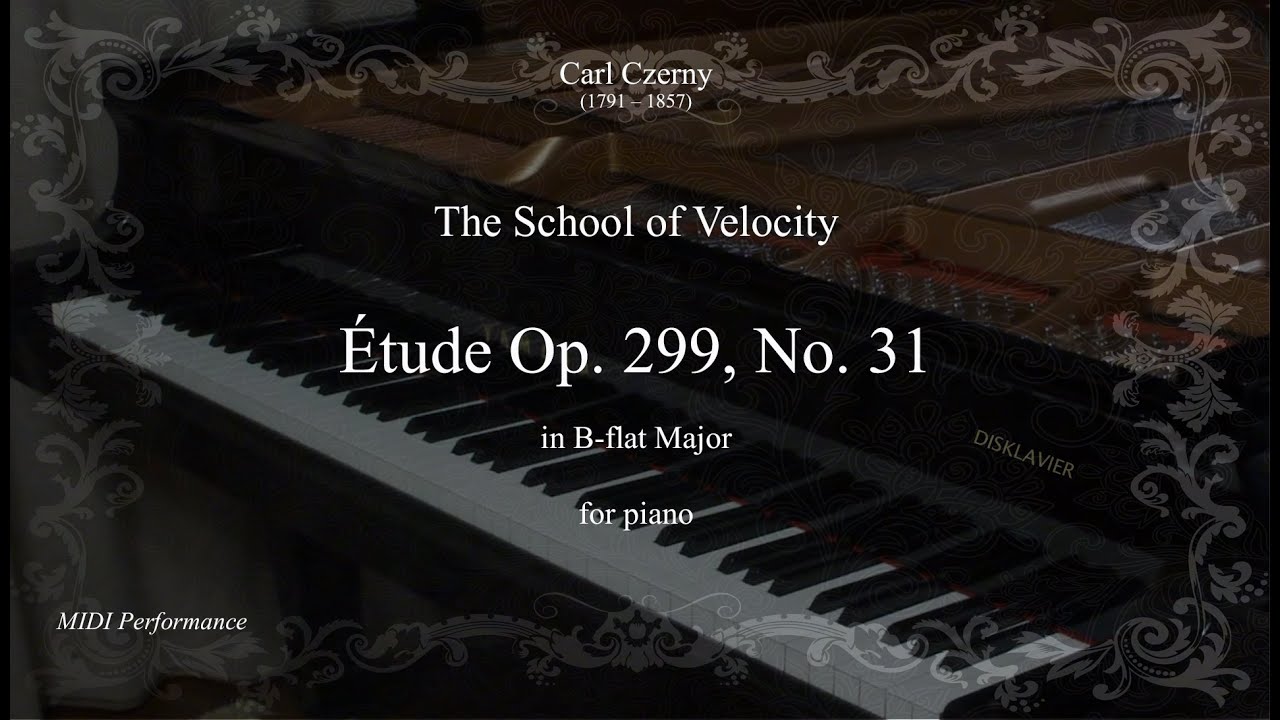 Carl Czerny
(1791 – 1857)
The School of Velocity
Étude Op. 299, No. 31
in B-flat Major
DISKLAVIER
for piano
MIDI Performance